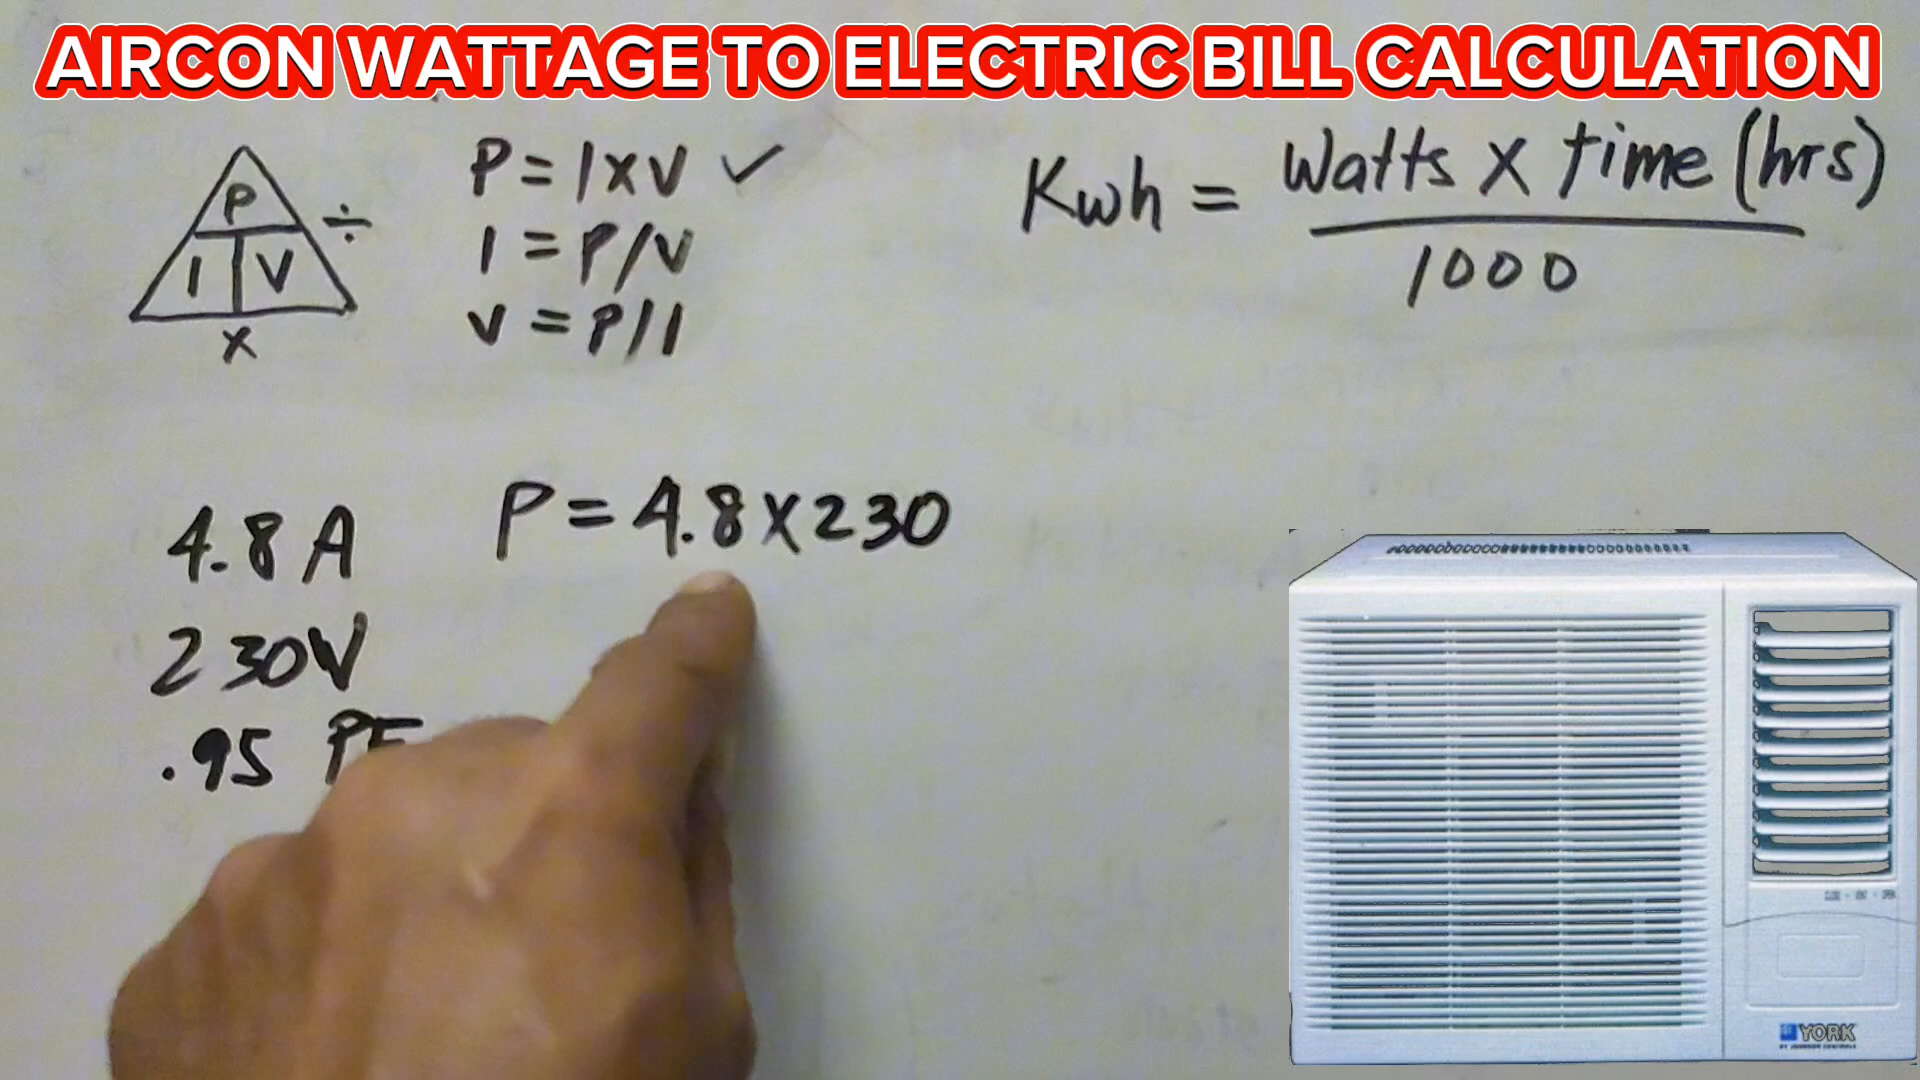 AIRCON WATTAGE TO ELECTRIC BILL CALCULATION
P
I V
÷
x
P = I x V ✓
I = P/V
V = P/I
Kwh = Watts x time (hrs)
1000
4.8 A
230V
.95 PF
P = 4.8 x 230
YORK